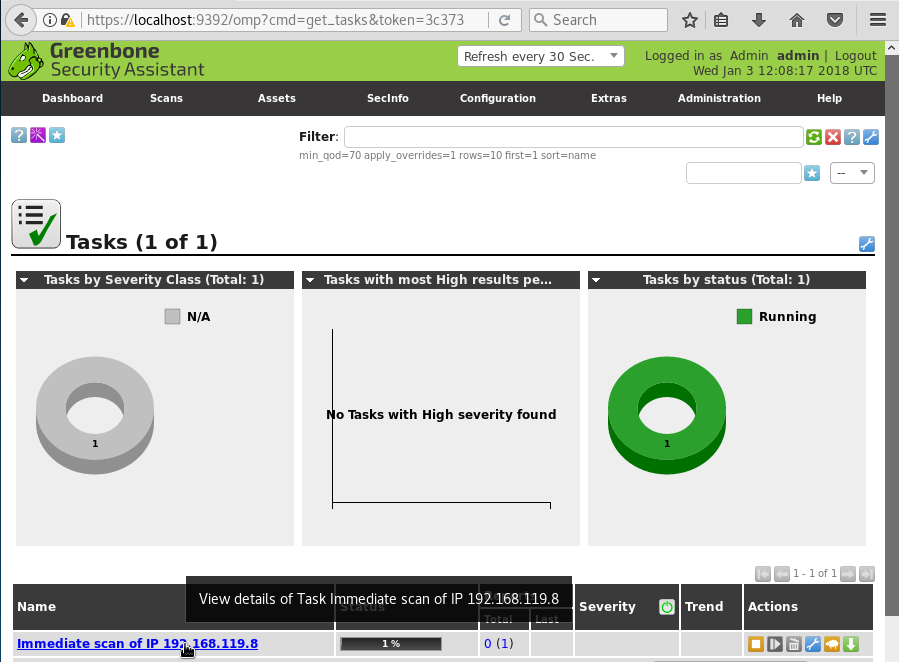 https://localhost:9392/omp?cmd=get_tasks&token=3c373
Search
Greenbone
Security Assistant
Refresh every 30 Sec.
Logged in as Admin admin | Logout
Wed Jan 3 12:08:17 2018 UTC
Dashboard Scans Assets SecInfo Configuration Extras Administration Help
Filter:
min_qod=70 apply_overrides=1 rows=10 first=1 sort=name
--
Tasks (1 of 1)
Tasks by Severity Class (Total: 1)
N/A
1
Tasks with most High results pe...
No Tasks with High severity found
Tasks by status (Total: 1)
Running
1
1 - 1 of 1
View details of Task Immediate scan of IP 192.168.119.8
Name Status Severity Trend Actions
Total Last
Immediate scan of IP 192.168.119.8 1 % 0 (1)